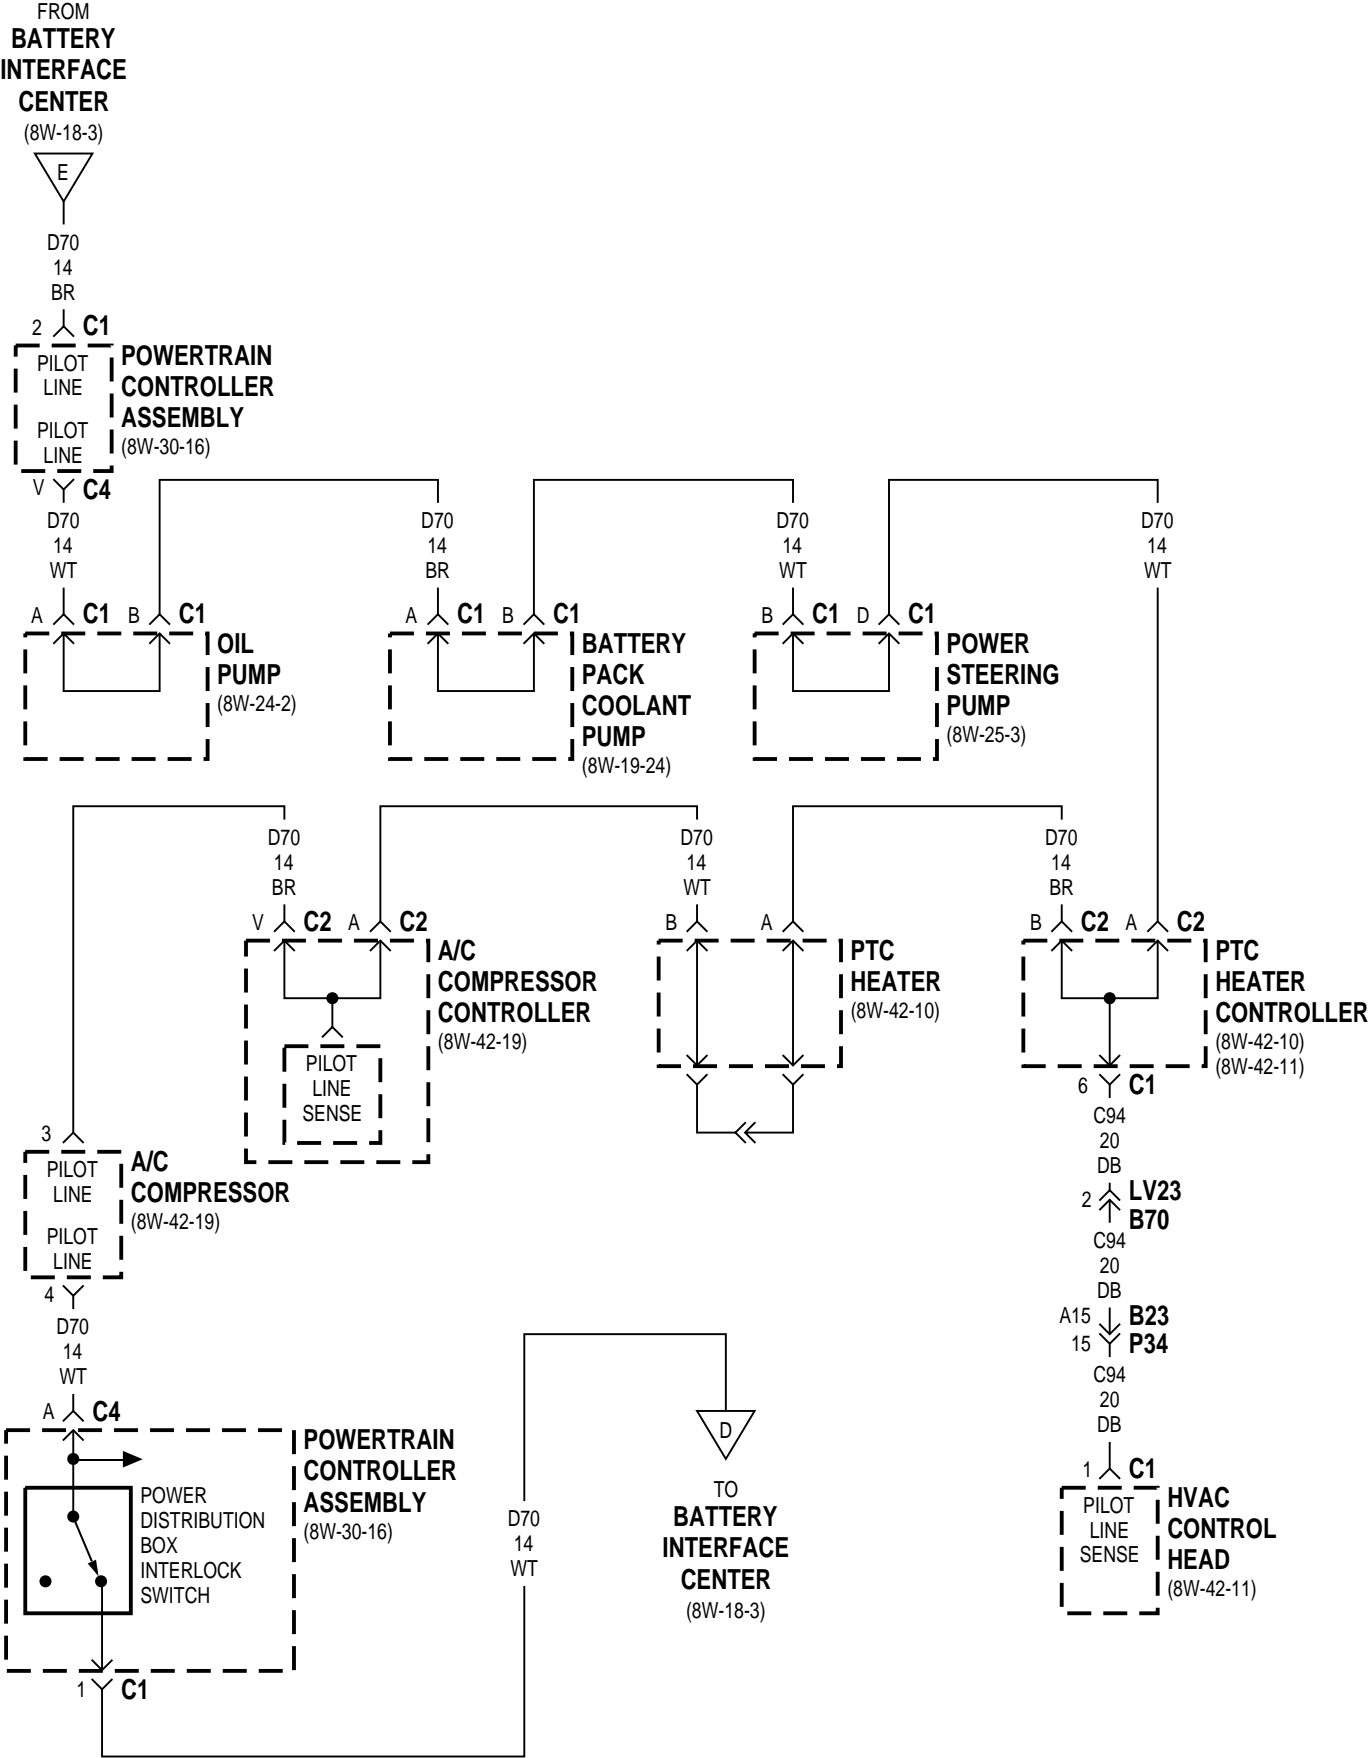 FROM
BATTERY
INTERFACE
CENTER
(8W-18-3)
E
D70
14
BR
2 C1
PILOT
LINE
PILOT
LINE
POWERTRAIN
CONTROLLER
ASSEMBLY
(8W-30-16)
V C4
D70
14
WT
D70
14
BR
D70
14
WT
D70
14
WT
A C1 B C1
OIL
PUMP
(8W-24-2)
A C1 B C1
BATTERY
PACK
COOLANT
PUMP
(8W-19-24)
B C1 D C1
POWER
STEERING
PUMP
(8W-25-3)
D70
14
BR
D70
14
WT
D70
14
BR
V C2 A C2
A/C
COMPRESSOR
CONTROLLER
(8W-42-19)
PILOT
LINE
SENSE
B A
PTC
HEATER
(8W-42-10)
B C2 A C2
PTC
HEATER
CONTROLLER
(8W-42-10)
(8W-42-11)
6 C1
C94
20
DB
2 LV23
B70
C94
20
DB
A15 B23
15 P34
C94
20
DB
1 C1
PILOT
LINE
SENSE
HVAC
CONTROL
HEAD
(8W-42-11)
3
PILOT
LINE
PILOT
LINE
A/C
COMPRESSOR
(8W-42-19)
4
D70
14
WT
A C4
POWERTRAIN
CONTROLLER
ASSEMBLY
(8W-30-16)
POWER
DISTRIBUTION
BOX
INTERLOCK
SWITCH
1 C1
D70
14
WT
D
TO
BATTERY
INTERFACE
CENTER
(8W-18-3)